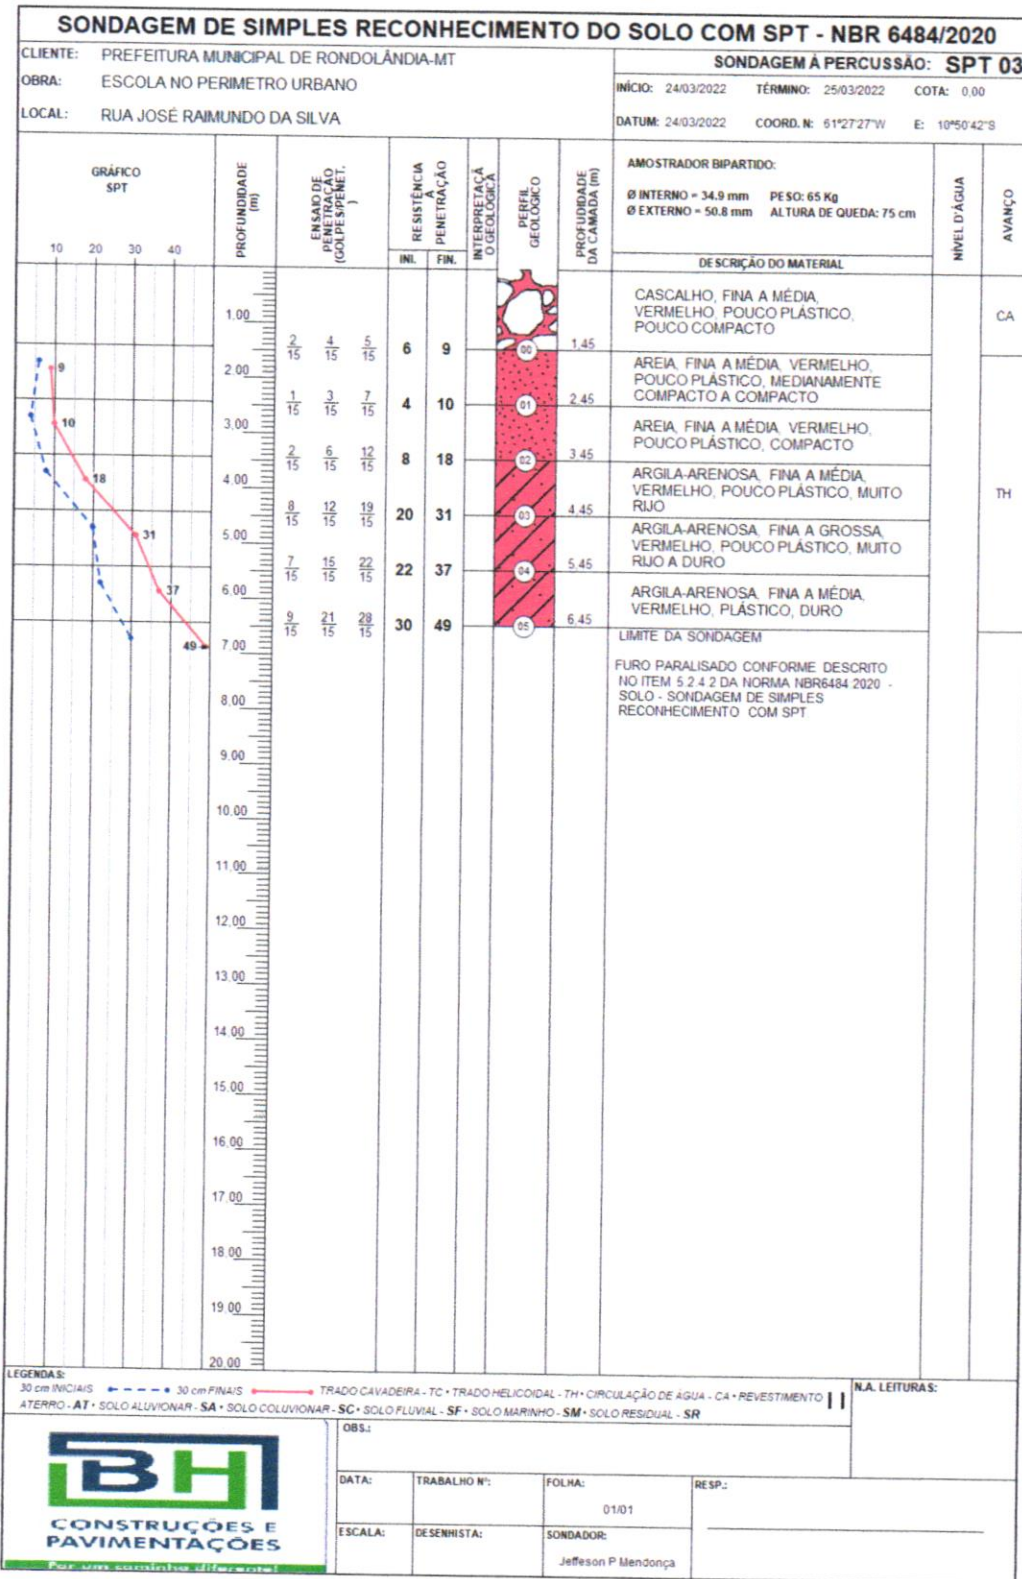 SONDAGEM DE SIMPLES RECONHECIMENTO DO SOLO COM SPT - NBR 6484/2020
CLIENTE: PREFEITURA MUNICIPAL DE RONDOLÂNDIA-MT
OBRA: ESCOLA NO PERIMETRO URBANO
LOCAL: RUA JOSÉ RAIMUNDO DA SILVA
SONDAGEM À PERCUSSÃO: SPT 03
INÍCIO: 24/03/2022 TÉRMINO: 25/03/2022 COTA: 0,00
DATUM: 24/03/2022 COORD. N: 61°27'27"W E: 10°50'42"S
GRÁFICO
SPT
10 20 30 40
PROFUNDIDADE
(m)
ENSAIO DE
PENETRAÇÃO
(GOLPES/PENET.
)
RESISTÊNCIA
À
PENETRAÇÃO
INI. FIN.
INTERPRETAÇÃ
O GEOLÓGICA
PERFIL
GEOLÓGICO
PROFUDIDADE
DA CAMADA (m)
AMOSTRADOR BIPARTIDO:
Ø INTERNO = 34.9 mm PESO: 65 Kg
Ø EXTERNO = 50.8 mm ALTURA DE QUEDA: 75 cm
DESCRIÇÃO DO MATERIAL
NÍVEL D'ÁGUA
AVANÇO
1,00
2/15 4/15 5/15 6 9 00 1,45
CASCALHO, FINA A MÉDIA,
VERMELHO, POUCO PLÁSTICO,
POUCO COMPACTO
CA
9
2,00
1/15 3/15 7/15 4 10 01 2,45
AREIA, FINA A MÉDIA, VERMELHO,
POUCO PLÁSTICO, MEDIANAMENTE
COMPACTO A COMPACTO
10
3,00
2/15 6/15 12/15 8 18 02 3,45
AREIA, FINA A MÉDIA, VERMELHO,
POUCO PLÁSTICO, COMPACTO
18
4,00
8/15 12/15 19/15 20 31 03 4,45
ARGILA-ARENOSA, FINA A MÉDIA,
VERMELHO, POUCO PLÁSTICO, MUITO
RIJO
TH
31
5,00
7/15 15/15 22/15 22 37 04 5,45
ARGILA-ARENOSA, FINA A GROSSA,
VERMELHO, POUCO PLÁSTICO, MUITO
RIJO A DURO
37
6,00
9/15 21/15 28/15 30 49 05 6,45
ARGILA-ARENOSA, FINA A MÉDIA,
VERMELHO, PLÁSTICO, DURO
49
7,00
LIMITE DA SONDAGEM
FURO PARALISADO CONFORME DESCRITO
NO ITEM 5.2.4.2 DA NORMA NBR6484:2020 -
SOLO - SONDAGEM DE SIMPLES
RECONHECIMENTO COM SPT
8,00
9,00
10,00
11,00
12,00
13,00
14,00
15,00
16,00
17,00
18,00
19,00
20,00
LEGENDAS:
30 cm INICIAIS 30 cm FINAIS TRADO CAVADEIRA - TC • TRADO HELICOIDAL - TH • CIRCULAÇÃO DE ÁGUA - CA • REVESTIMENTO
ATERRO - AT • SOLO ALUVIONAR - SA • SOLO COLUVIONAR - SC • SOLO FLUVIAL - SF • SOLO MARINHO - SM • SOLO RESIDUAL - SR
N.A. LEITURAS:
BH
CONSTRUÇÕES E
PAVIMENTAÇÕES
Por um caminho diferente!
OBS.:
DATA: TRABALHO Nº: FOLHA: RESP.:
01/01
ESCALA: DESENHISTA: SONDADOR:
Jeffeson P Mendonça